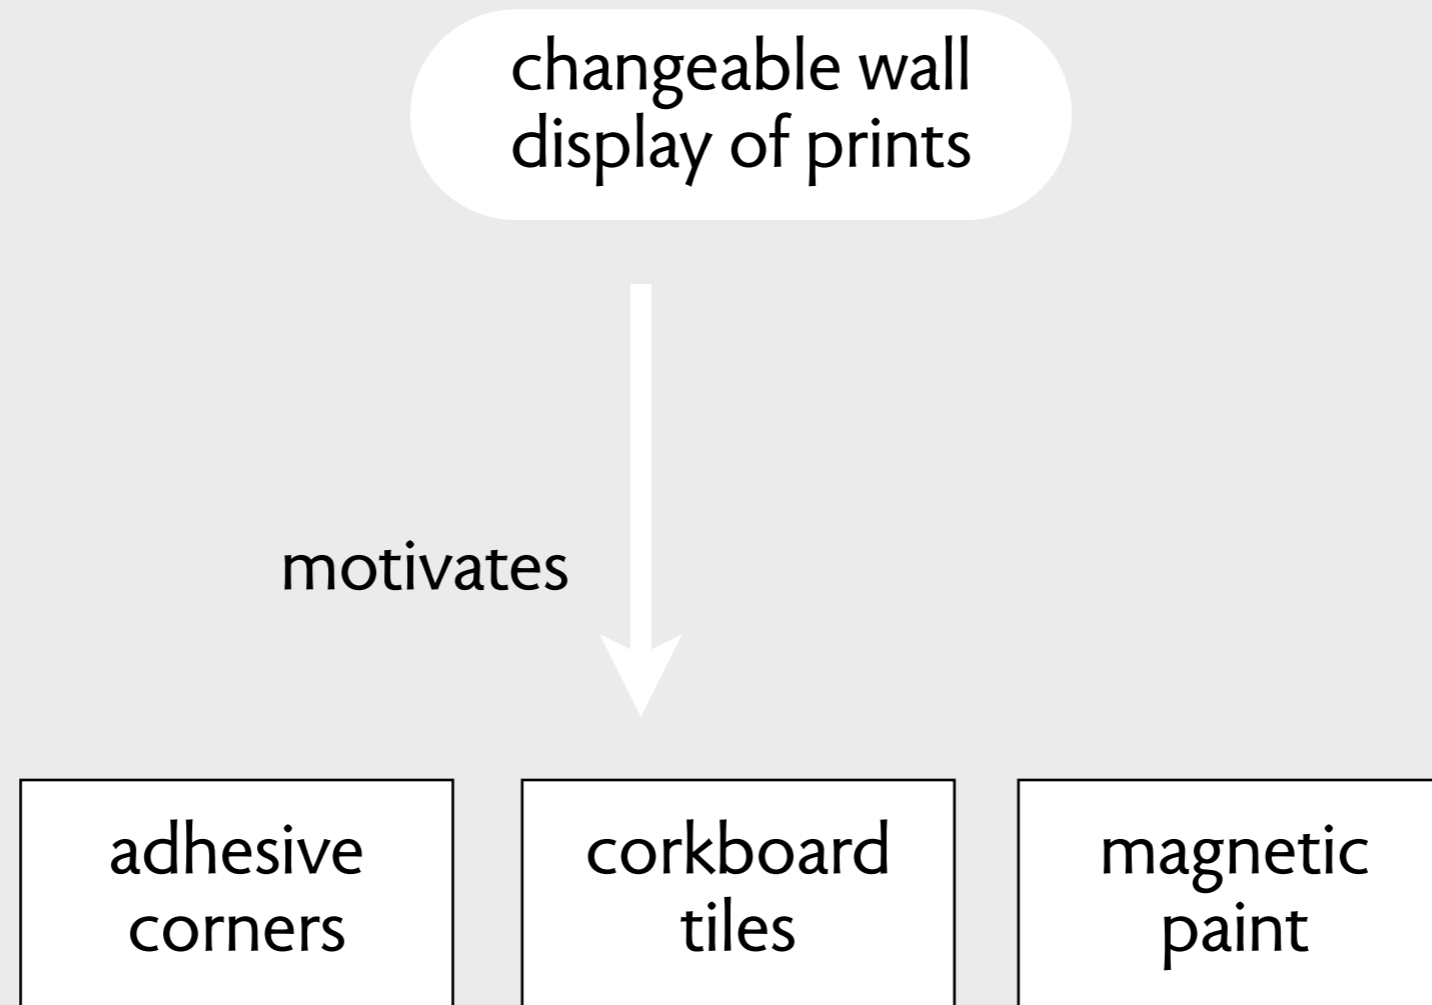 changeable wall
display of prints
motivates
adhesive
corners
corkboard
tiles
magnetic
paint